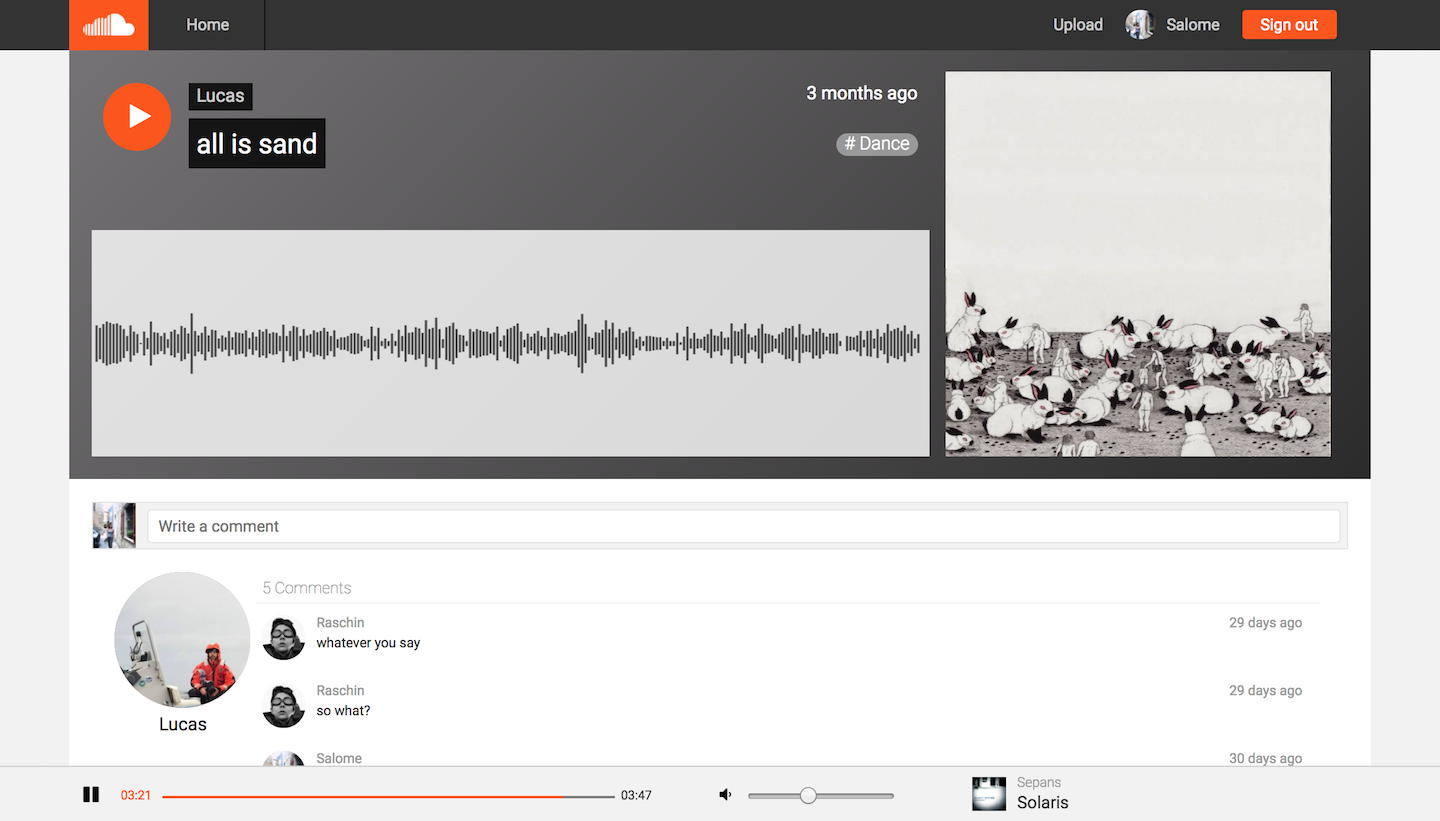 Home
Upload
Salome
Sign out
Lucas
3 months ago
all is sand
# Dance
Write a comment
5 Comments
Raschin
29 days ago
whatever you say
Raschin
29 days ago
so what?
Lucas
Salome
30 days ago
03:21
03:47
Sepans
Solaris